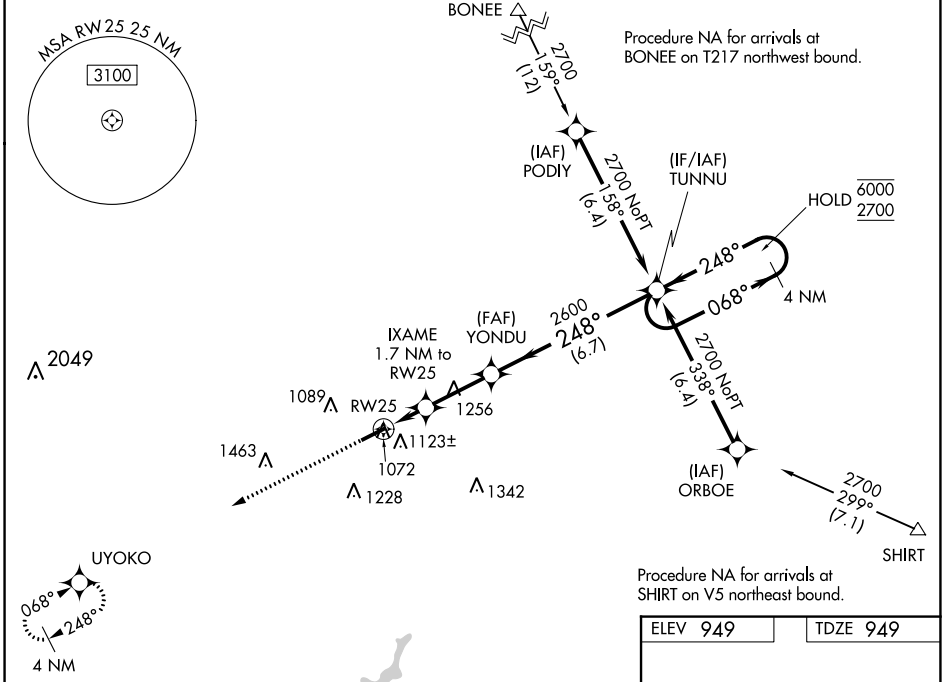 MSA RW25 25 NM
3100
BONEE
2700
159°
(12)
Procedure NA for arrivals at
BONEE on T217 northwest bound.
(IAF)
PODIY
2700 NoPT
158°
(6.4)
(IF/IAF)
TUNNU
HOLD
6000
2700
248°
068°
4 NM
2600
248°
(6.7)
(FAF)
YONDU
IXAME
1.7 NM to
RW25
2700 NoPT
338°
(6.4)
2049
1089
RW25
1256
1123±
1463
1072
1228
1342
(IAF)
ORBOE
2700
299°
(7.1)
SHIRT
UYOKO
068°
248°
4 NM
Procedure NA for arrivals at
SHIRT on V5 northeast bound.
ELEV 949
TDZE 949